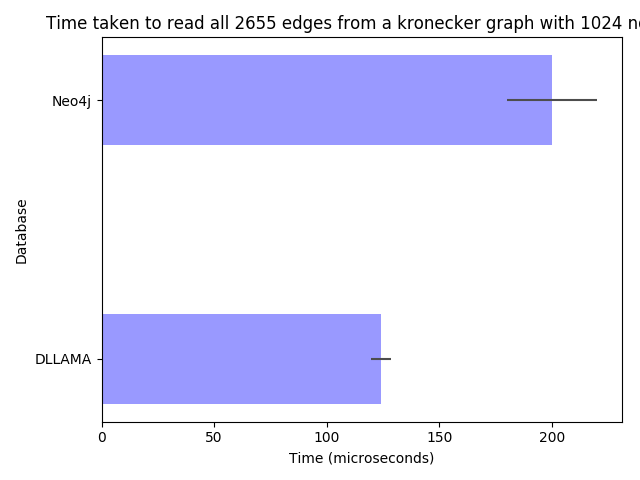 Time taken to read all 2655 edges from a kronecker graph with 1024
Neo4j
Database
DLLAMA
0 50 100 150 200
Time (microseconds)